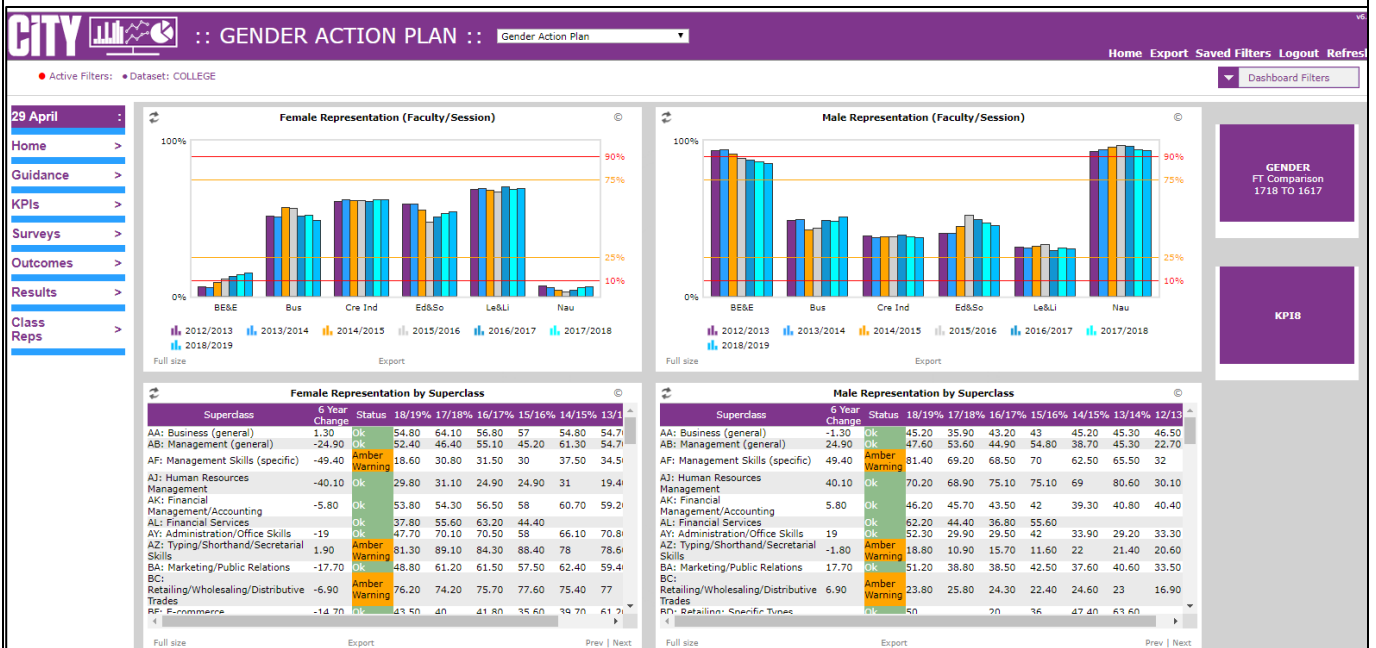 CitY :: GENDER ACTION PLAN :: Gender Action Plan
v6.
Home Export Saved Filters Logout Refresh
Active Filters: Dataset: COLLEGE
Dashboard Filters
29 April :
Home >
Guidance >
KPIs >
Surveys >
Outcomes >
Results >
Class
Reps >
Female Representation (Faculty/Session) ©
100%
90%
75%
25%
10%
0%
BE&E Bus Cre Ind Ed&So Le&Li Nau
2012/2013 2013/2014 2014/2015 2015/2016 2016/2017 2017/2018
2018/2019
Full size Export
Male Representation (Faculty/Session) ©
100%
90%
75%
25%
10%
0%
BE&E Bus Cre Ind Ed&So Le&Li Nau
2012/2013 2013/2014 2014/2015 2015/2016 2016/2017 2017/2018
2018/2019
Full size Export
GENDER
FT Comparison
1718 TO 1617
KPI8
Female Representation by Superclass ©
Superclass 6 Year Change Status 18/19% 17/18% 16/17% 15/16% 14/15% 13/1
AA: Business (general) 1.30 Ok 54.80 64.10 56.80 57 54.80 54.7
AB: Management (general) -24.90 Ok 52.40 46.40 55.10 45.20 61.30 54.7
AF: Management Skills (specific) -49.40 Amber Warning 18.60 30.80 31.50 30 37.50 34.5
AJ: Human Resources Management -40.10 Ok 29.80 31.10 24.90 24.90 31 19.4
AK: Financial Management/Accounting -5.80 Ok 53.80 54.30 56.50 58 60.70 59.2
AL: Financial Services Ok 37.80 55.60 63.20 44.40
AY: Administration/Office Skills -19 Ok 47.70 70.10 70.50 58 66.10 70.8
AZ: Typing/Shorthand/Secretarial Skills 1.90 Amber Warning 81.30 89.10 84.30 88.40 78 78.6
BA: Marketing/Public Relations -17.70 Ok 48.80 61.20 61.50 57.50 62.40 59.4
BC: Retailing/Wholesaling/Distributive Trades -6.90 Amber Warning 76.20 74.20 75.70 77.60 75.40 77
BE: E-commerce -14.70 Ok 43.50 40 41.80 35.60 39.70 61.2
Full size Export Prev | Next
Male Representation by Superclass ©
Superclass 6 Year Change Status 18/19% 17/18% 16/17% 15/16% 14/15% 13/14% 12/13
AA: Business (general) -1.30 Ok 45.20 35.90 43.20 43 45.20 45.30 46.50
AB: Management (general) 24.90 Ok 47.60 53.60 44.90 54.80 38.70 45.30 22.70
AF: Management Skills (specific) 49.40 Amber Warning 81.40 69.20 68.50 70 62.50 65.50 32
AJ: Human Resources Management 40.10 Ok 70.20 68.90 75.10 75.10 69 80.60 30.10
AK: Financial Management/Accounting 5.80 Ok 46.20 45.70 43.50 42 39.30 40.80 40.40
AL: Financial Services Ok 62.20 44.40 36.80 55.60
AY: Administration/Office Skills 19 Ok 52.30 29.90 29.50 42 33.90 29.20 33.30
AZ: Typing/Shorthand/Secretarial Skills -1.80 Amber Warning 18.80 10.90 15.70 11.60 22 21.40 20.60
BA: Marketing/Public Relations 17.70 Ok 51.20 38.80 38.50 42.50 37.60 40.60 33.50
BC: Retailing/Wholesaling/Distributive Trades 6.90 Amber Warning 23.80 25.80 24.30 22.40 24.60 23 16.90
BD: Retailing: Specific Types Ok 50 20 36 47.40 63.60
Full size Export Prev | Next